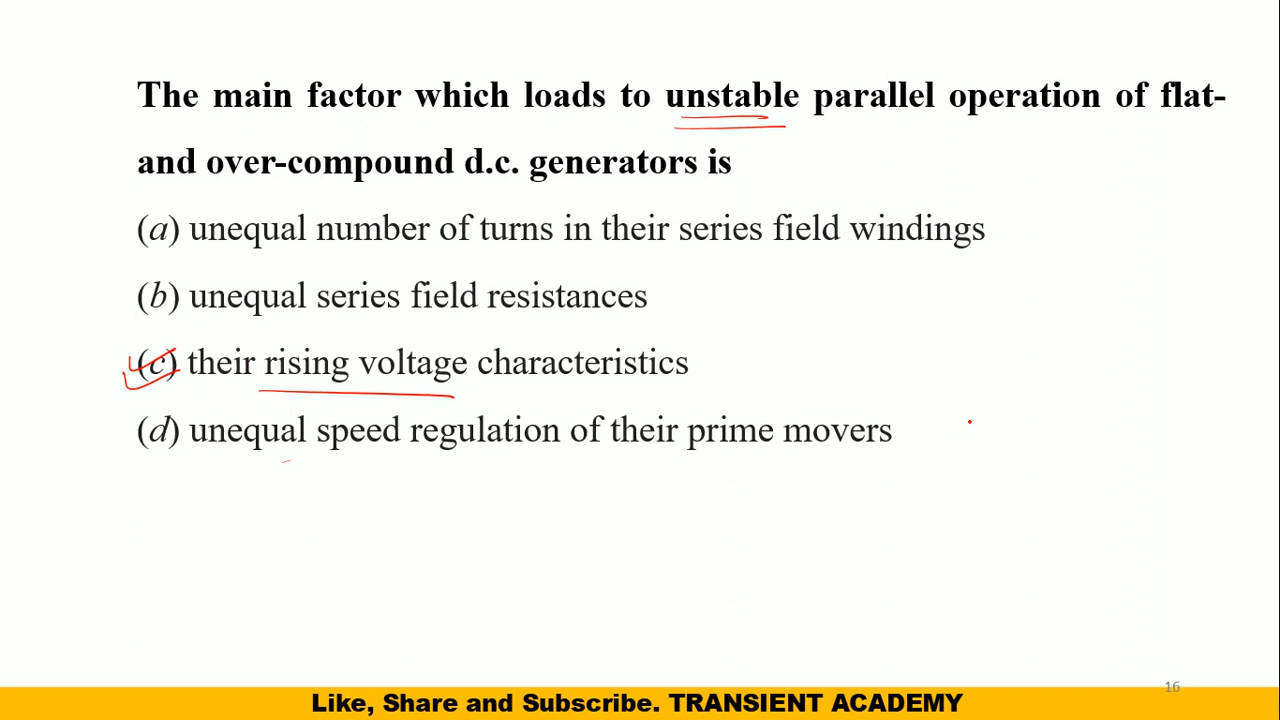 The main factor which loads to unstable parallel operation of flat-
and over-compound d.c. generators is
(a) unequal number of turns in their series field windings
(b) unequal series field resistances
(c) their rising voltage characteristics
(d) unequal speed regulation of their prime movers
16
Like, Share and Subscribe. TRANSIENT ACADEMY